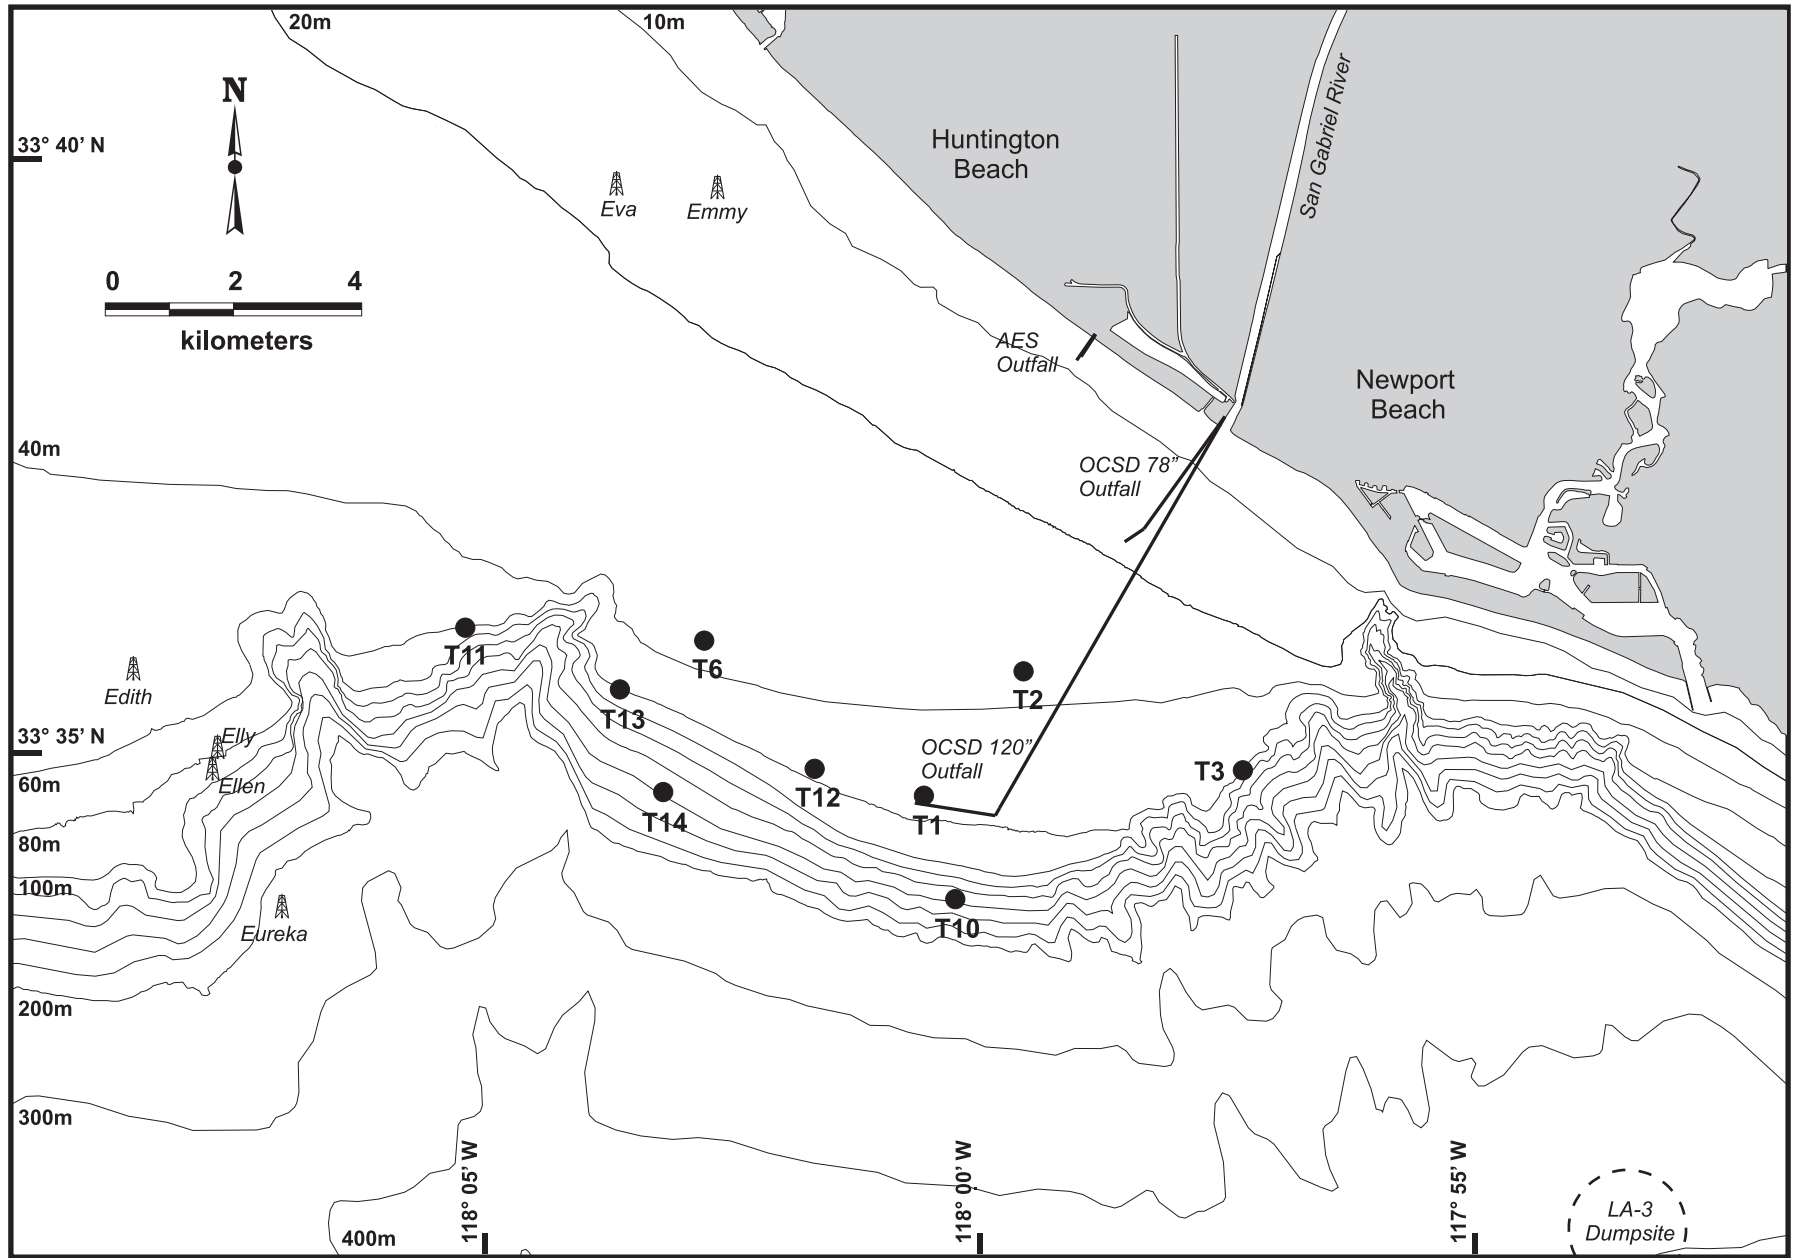 20m
10m
N
33° 40’ N
Huntington
Beach
San Gabriel River
Eva
Emmy
0 2 4
kilometers
AES
Outfall
Newport
Beach
40m
OCSD 78”
Outfall
T11
T6
T2
Edith
T13
33° 35’ N
Elly
OCSD 120”
Outfall
T3
60m
Ellen
T12
T14
T1
80m
100m
Eureka
T10
200m
300m
118° 05’ W
118° 00’ W
117° 55’ W
LA-3
Dumpsite
400m